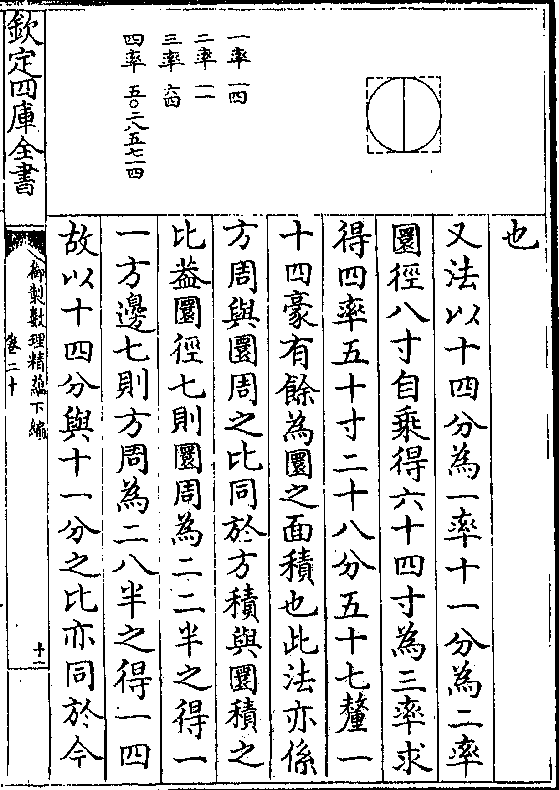 一率 一四
二率 一一
三率 六四
四率 五〇二八五七一四
也
又法以十四分為一率十一分為二率
圜徑八寸自乘得六十四寸為三率求
得四率五十寸二十八分五十七釐一
十四豪有餘為圜之面積也此法亦係
方周與圜周之比同於方積與圜積之
比葢圜徑七則圜周為二二半之得一
一方邊七則方周為二八半之得一四
故以十四分與十一分之比亦同於今
欽定四庫全書
御製數理精蘊下編
卷二十
十一